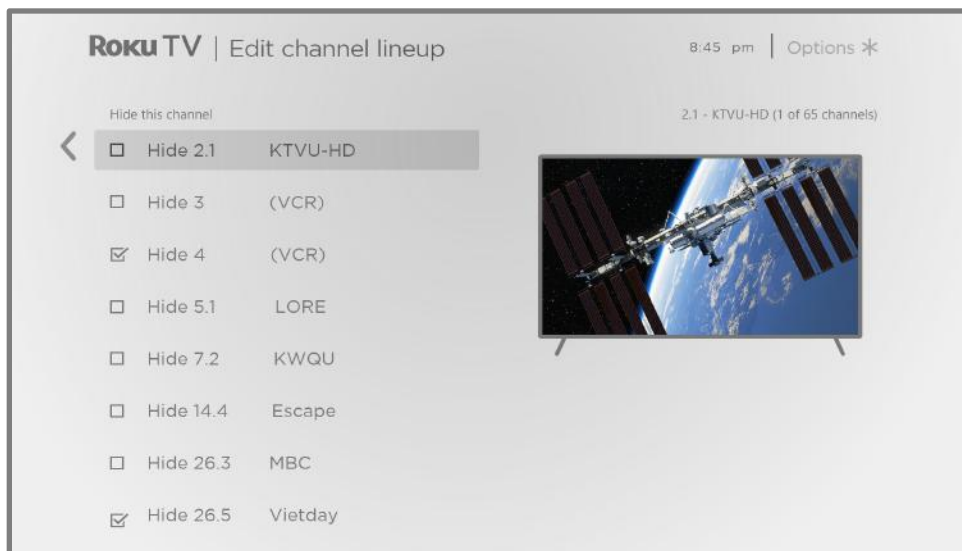 Roku TV | Edit channel lineup
8:45 pm | Options
Hide this channel
2.1 - KTVU-HD (1 of 65 channels)
Hide 2.1 KTVU-HD
Hide 3 (VCR)
Hide 4 (VCR)
Hide 5.1 LORE
Hide 7.2 KWQU
Hide 14.4 Escape
Hide 26.3 MBC
Hide 26.5 Vietday